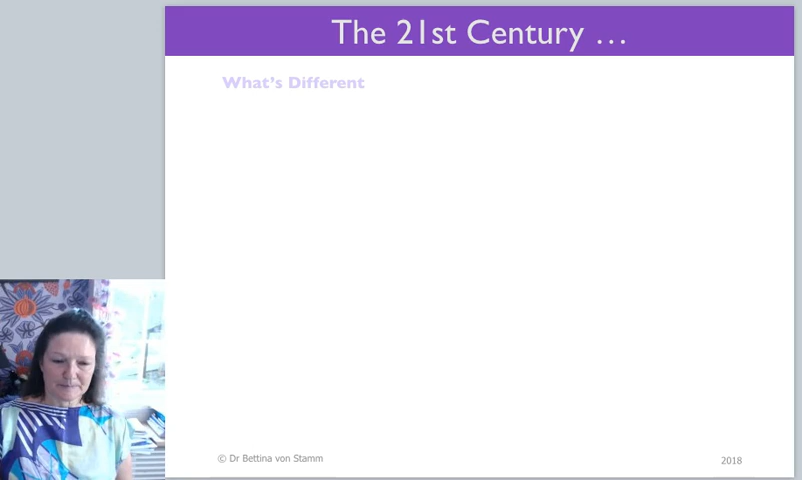 The 21st Century …
What's Different
© Dr Bettina von Stamm
2018